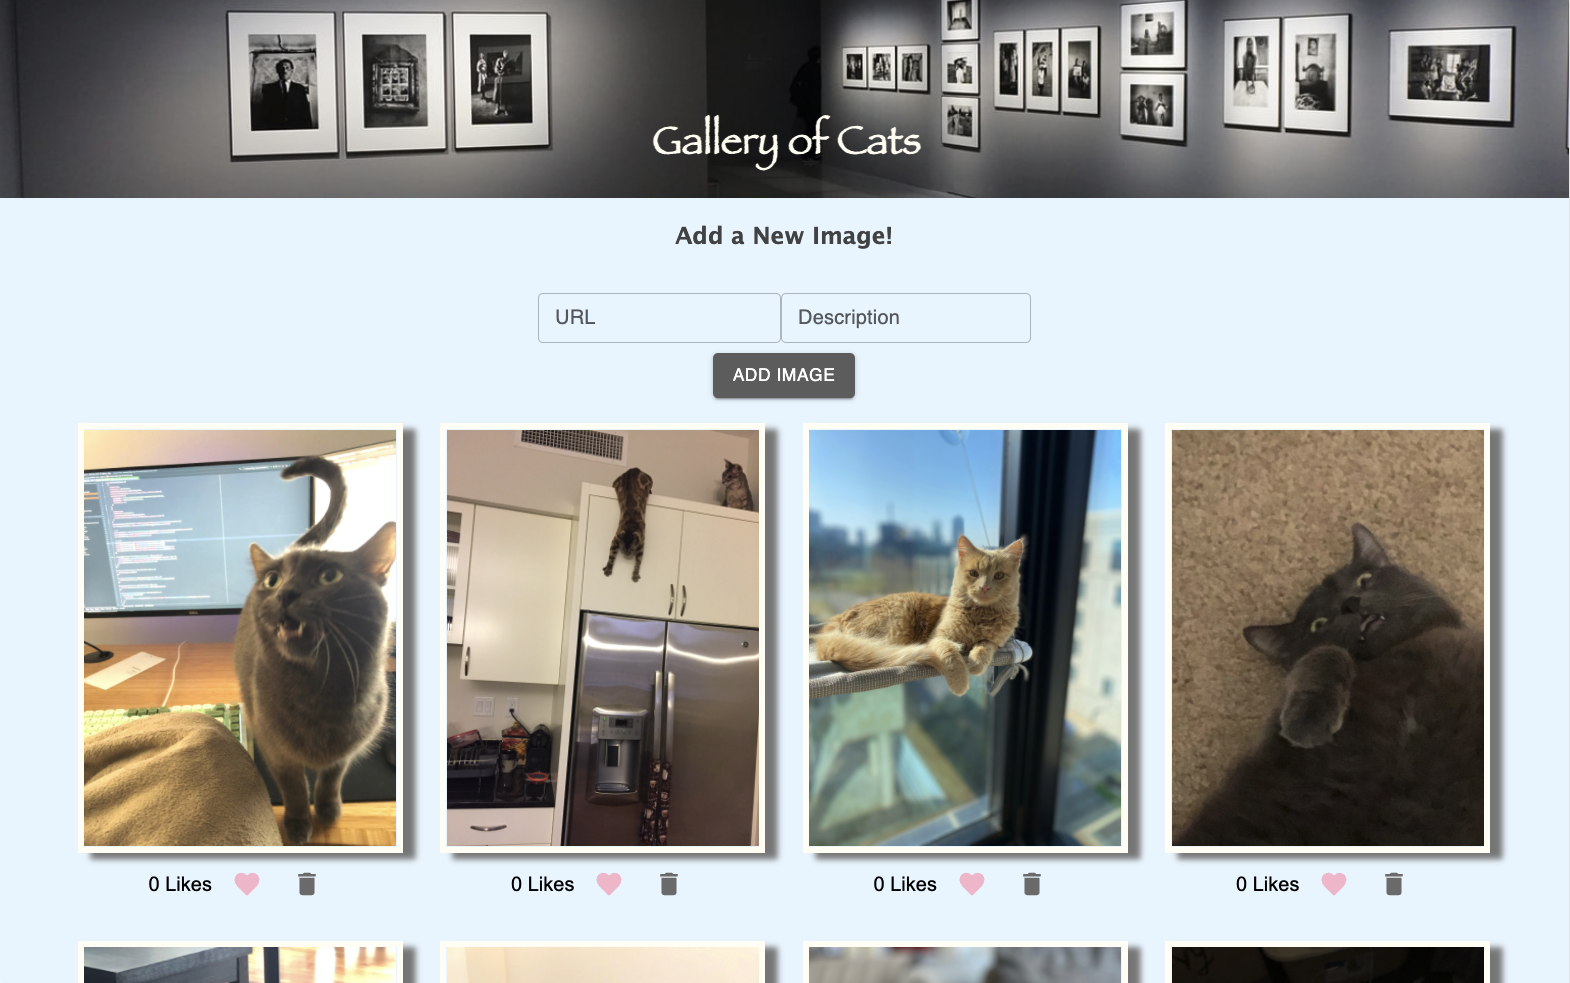 Gallery of Cats
Add a New Image!
URL
Description
ADD IMAGE
0 Likes
0 Likes
0 Likes
0 Likes